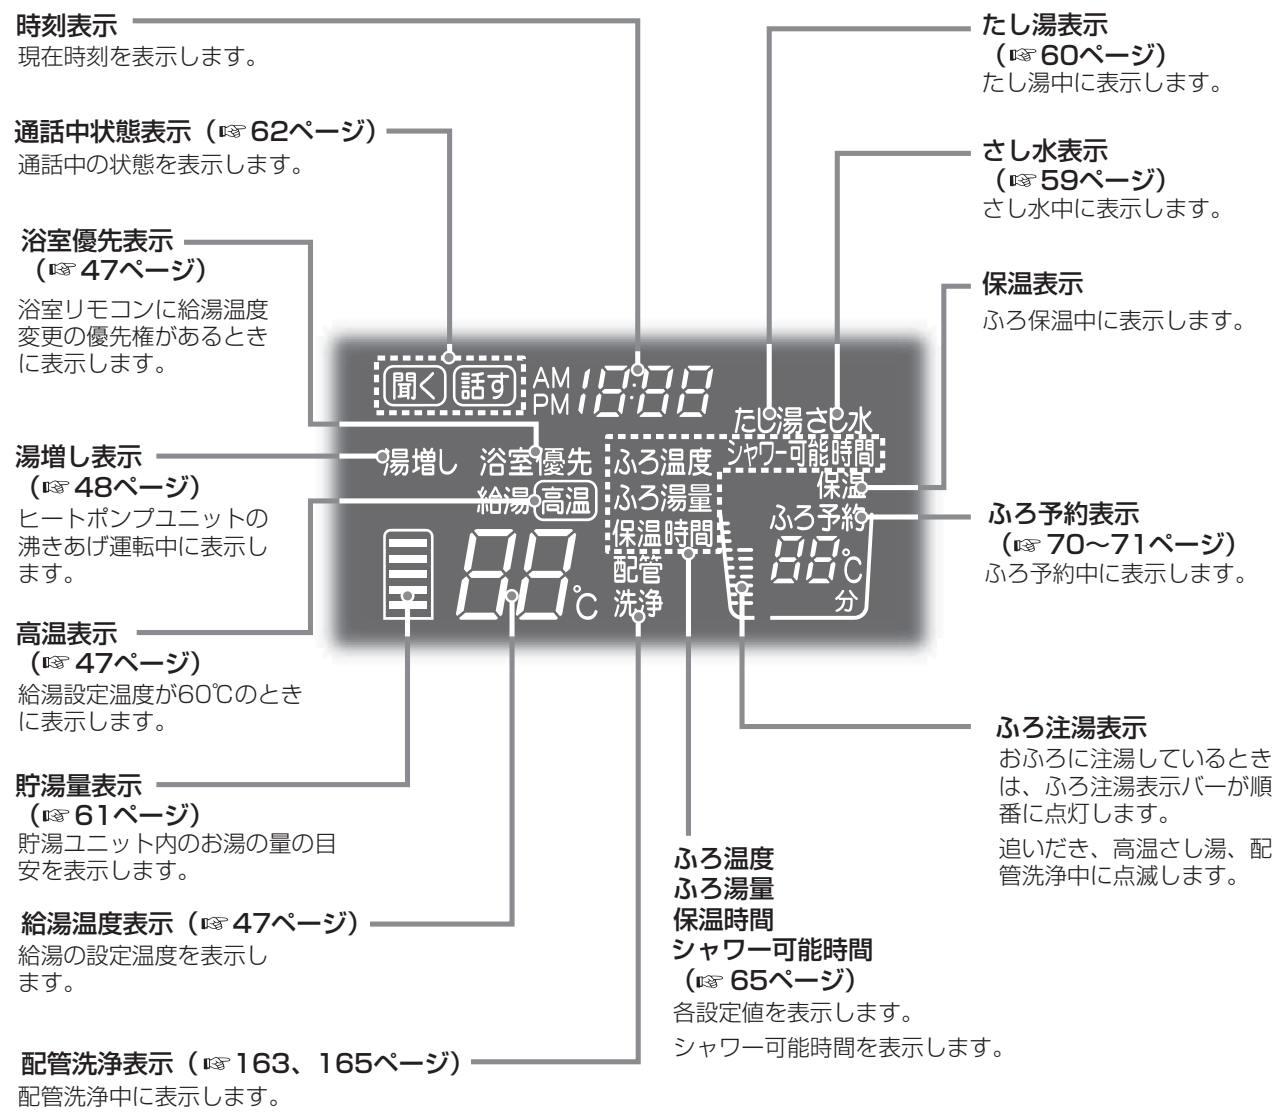 時刻表示
現在時刻を表示します。
通話中状態表示（☞62ページ）
通話中の状態を表示します。
浴室優先表示
（☞47ページ）
浴室リモコンに給湯温度
変更の優先権があるとき
に表示します。
湯増し表示
（☞48ページ）
ヒートポンプユニットの
沸きあげ運転中に表示し
ます。
高温表示
（☞47ページ）
給湯設定温度が60℃のとき
に表示します。
貯湯量表示
（☞61ページ）
貯湯ユニット内のお湯の量の目
安を表示します。
給湯温度表示（☞47ページ）
給湯の設定温度を表示し
ます。
配管洗浄表示（☞163、165ページ）
配管洗浄中に表示します。
聞く 話す AM 18:88
PM
たし湯 さし水
湯増し 浴室優先 ふろ温度 シャワー可能時間
給湯 高温 ふろ湯量 保温
保温時間 ふろ予約
88℃ 配管 88℃
洗浄 分
たし湯表示
（☞60ページ）
たし湯中に表示します。
さし水表示
（☞59ページ）
さし水中に表示します。
保温表示
ふろ保温中に表示します。
ふろ予約表示
（☞70〜71ページ）
ふろ予約中に表示します。
ふろ注湯表示
おふろに注湯しているとき
は、ふろ注湯表示バーが順
番に点灯します。
追いだき、高温さし湯、配
管洗浄中に点滅します。
ふろ温度
ふろ湯量
保温時間
シャワー可能時間
（☞65ページ）
各設定値を表示します。
シャワー可能時間を表示します。